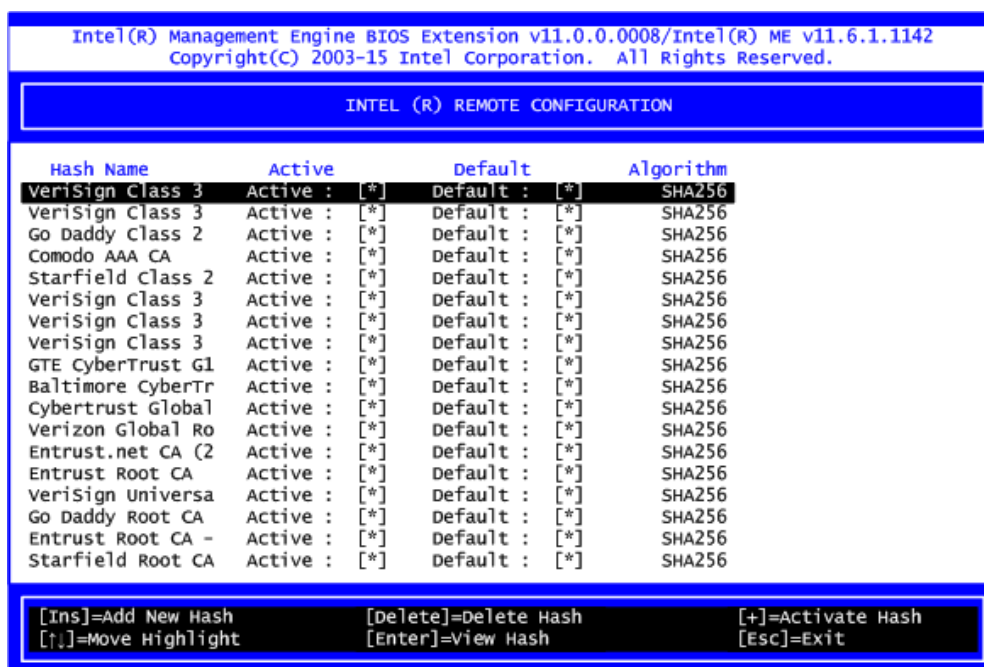 Intel(R) Management Engine BIOS Extension v11.0.0.0008/Intel(R) ME v11.6.1.1142
Copyright(C) 2003-15 Intel Corporation. All Rights Reserved.
INTEL (R) REMOTE CONFIGURATION
Hash Name Active Default Algorithm
VeriSign Class 3 Active : [*] Default : [*] SHA256
VeriSign Class 3 Active : [*] Default : [*] SHA256
Go Daddy Class 2 Active : [*] Default : [*] SHA256
Comodo AAA CA Active : [*] Default : [*] SHA256
Starfield Class 2 Active : [*] Default : [*] SHA256
VeriSign Class 3 Active : [*] Default : [*] SHA256
VeriSign Class 3 Active : [*] Default : [*] SHA256
VeriSign Class 3 Active : [*] Default : [*] SHA256
GTE CyberTrust G1 Active : [*] Default : [*] SHA256
Baltimore CyberTr Active : [*] Default : [*] SHA256
Cybertrust Global Active : [*] Default : [*] SHA256
Verizon Global Ro Active : [*] Default : [*] SHA256
Entrust.net CA (2 Active : [*] Default : [*] SHA256
Entrust Root CA Active : [*] Default : [*] SHA256
VeriSign Universa Active : [*] Default : [*] SHA256
Go Daddy Root CA Active : [*] Default : [*] SHA256
Entrust Root CA - Active : [*] Default : [*] SHA256
Starfield Root CA Active : [*] Default : [*] SHA256
[Ins]=Add New Hash [Delete]=Delete Hash [+]=Activate Hash
[↑↓]=Move Highlight [Enter]=View Hash [Esc]=Exit